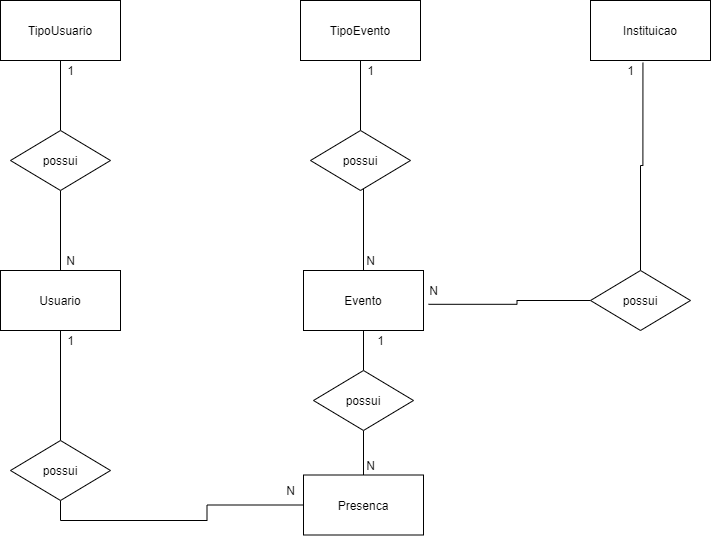 TipoUsuario
TipoEvento
Instituicao
1
1
1
possui
possui
N
N
Usuario
Evento
N
possui
1
1
possui
possui
N
N
Presenca